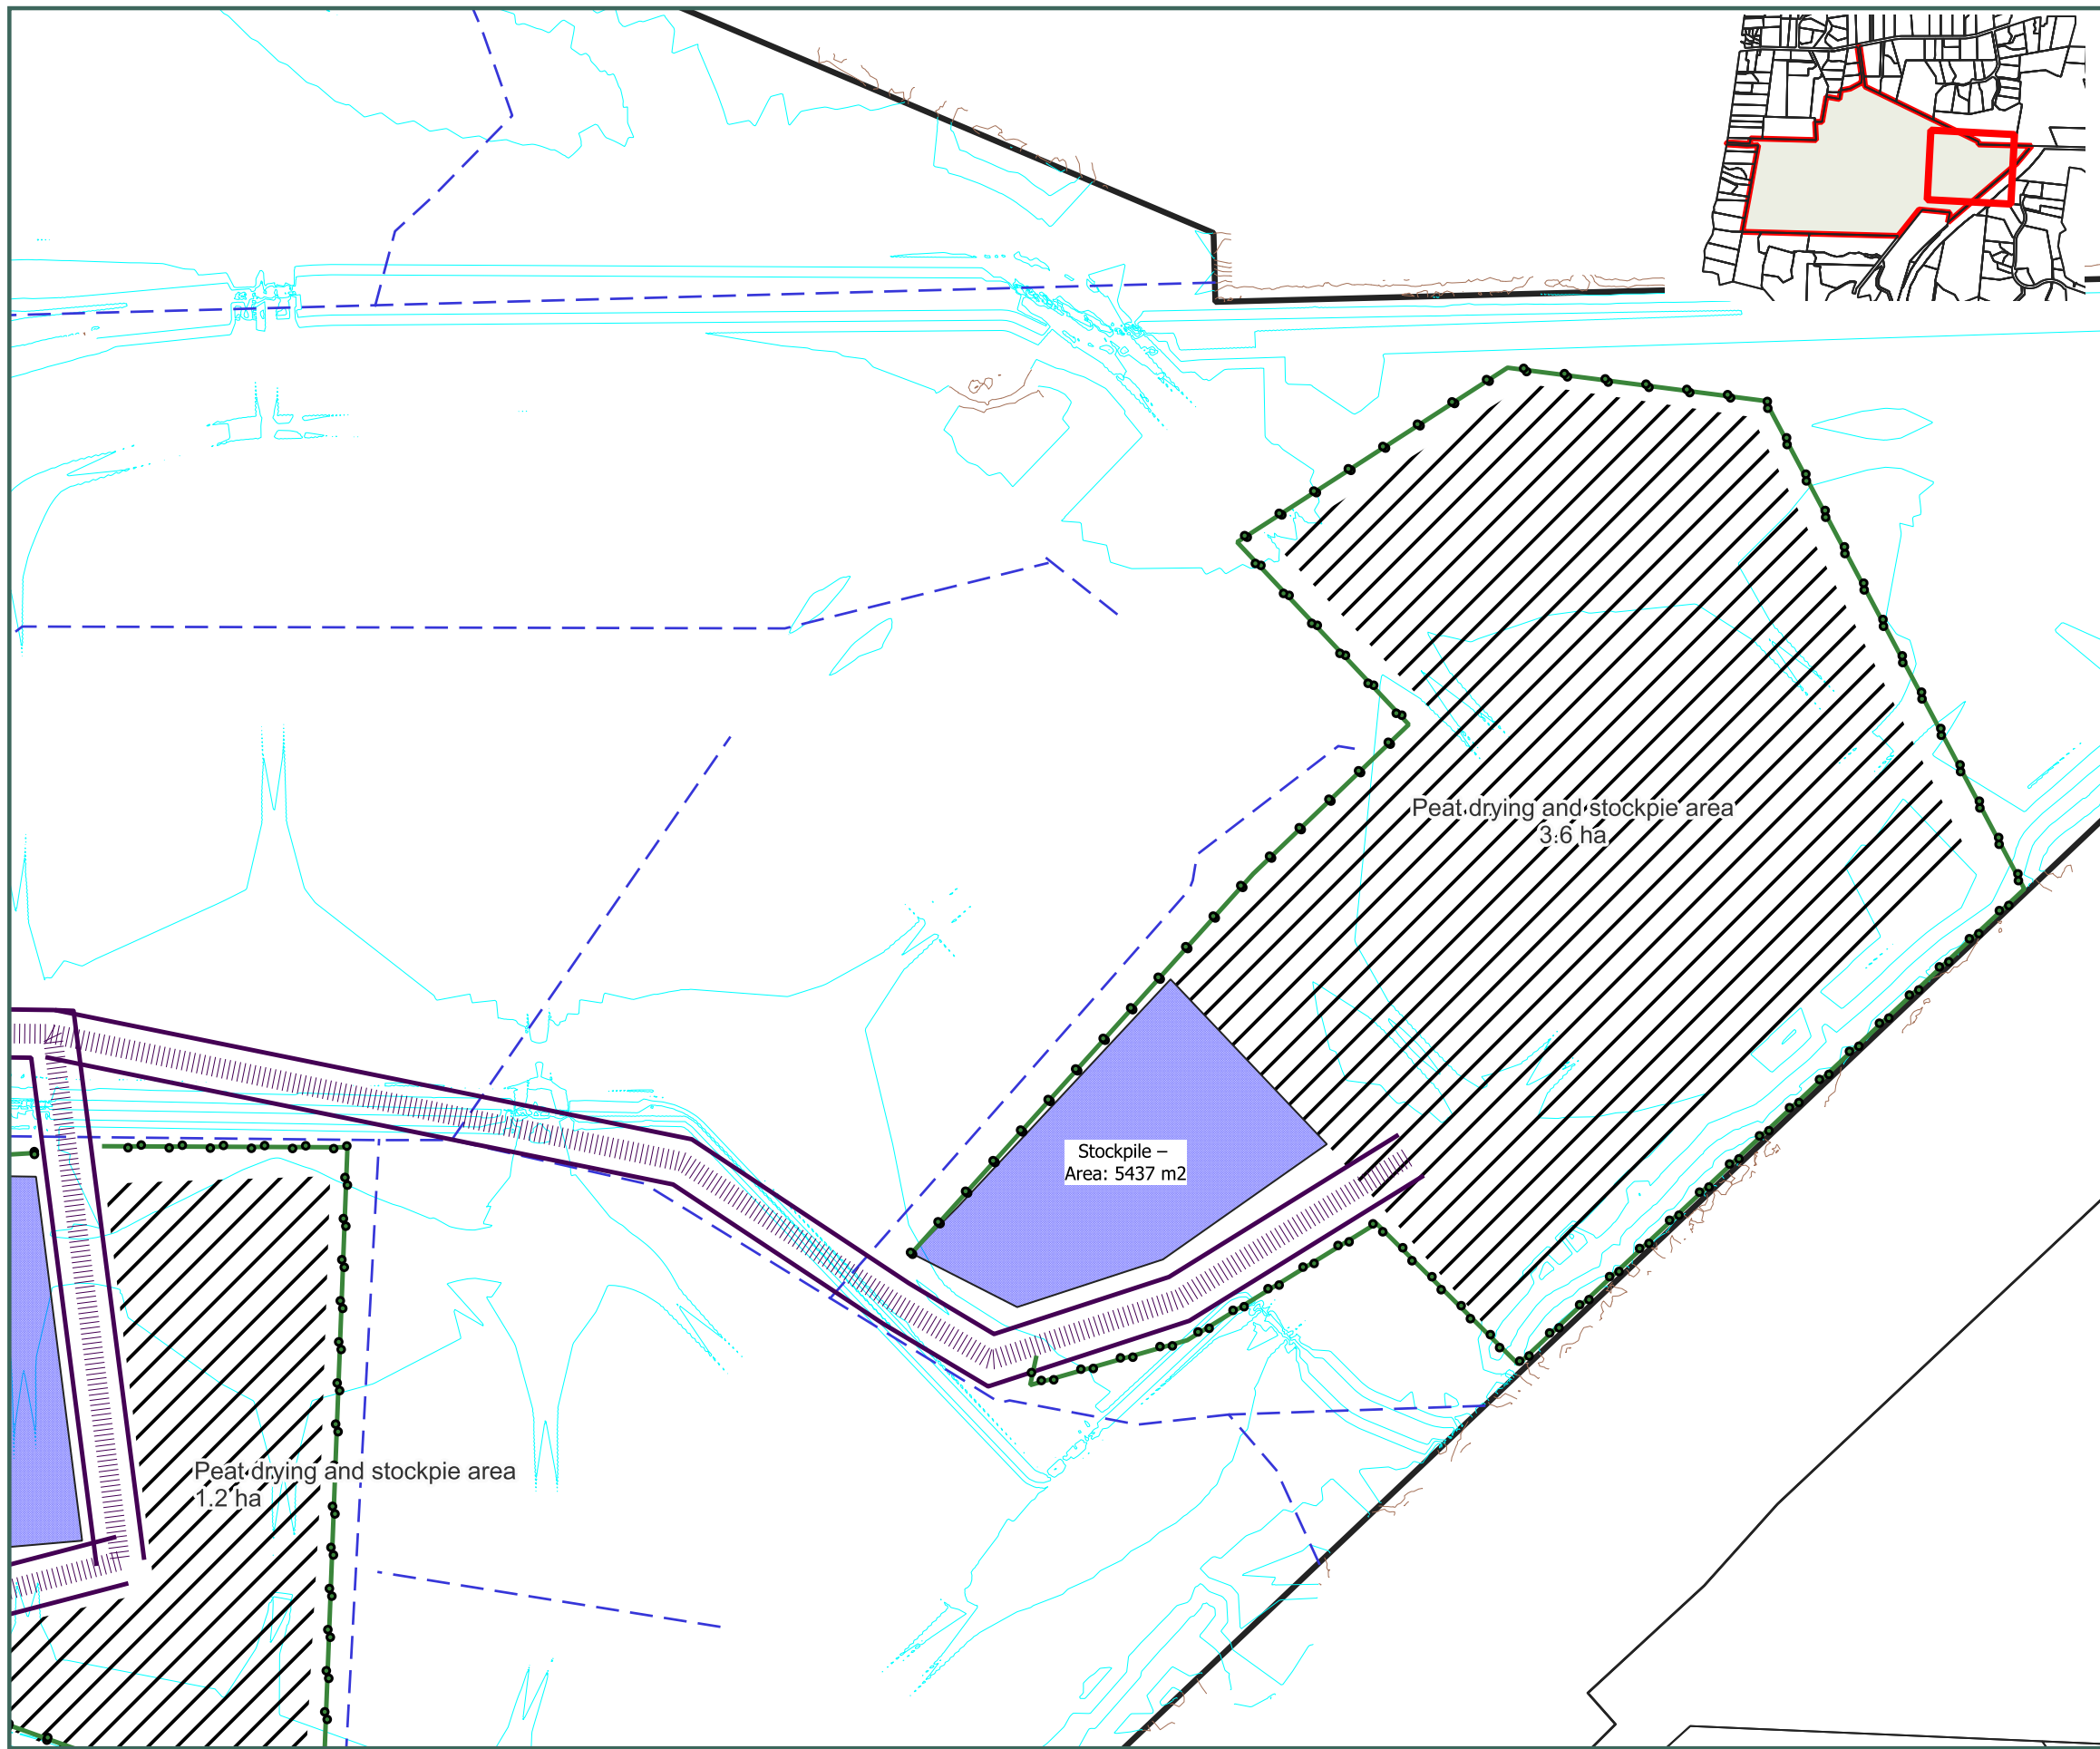 Peat drying and stockpie area
3.6 ha
Stockpile –
Area: 5437 m2
Peat drying and stockpie area
1.2 ha